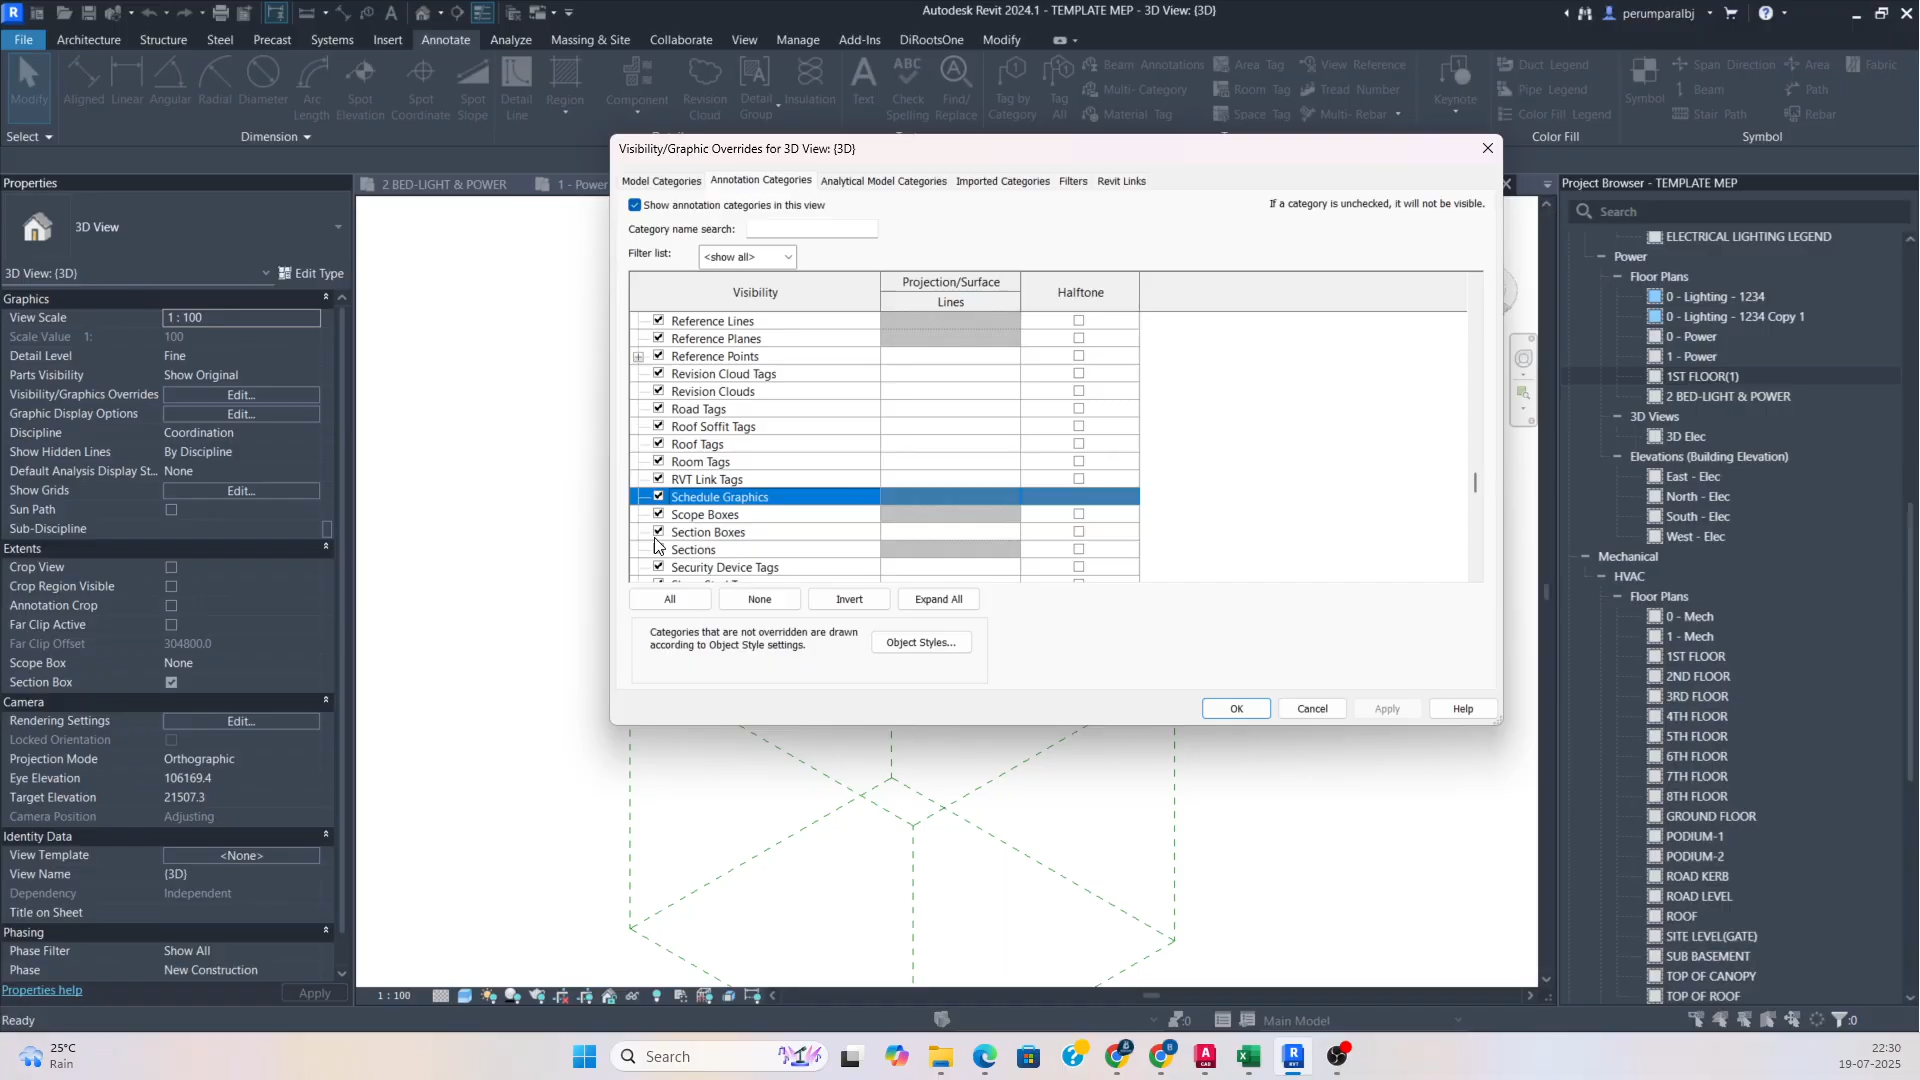 Autodesk Revit 2024.1 - TEMPLATE MEP - 3D View: {3D}
perumparalbj
File
Architecture
Structure
Steel
Precast
Systems
Insert
Annotate
Analyze
Massing & Site
Collaborate
View
Manage
Add-Ins
DiRootsOne
Modify
Modify
Aligned
Linear
Angular
Radial
Diameter
Arc Length
Spot Elevation
Spot Coordinate
Spot Slope
Detail Line
Region
Component
Revision Cloud
Detail Group
Insulation
Text
Check Spelling
Find/ Replace
Tag by Category
Tag All
Beam Annotations
Multi- Category
Material Tag
Area Tag
Room Tag
Space Tag
View Reference
Tread Number
Multi- Rebar
Keynote
Duct Legend
Pipe Legend
Color Fill Legend
Symbol
Span Direction
Beam
Stair Path
Area
Path
Rebar
Fabric
Select
Dimension
Color Fill
Symbol
Properties
3D View
3D View: {3D}
Edit Type
Graphics
View Scale 1 : 100
Scale Value 1: 100
Detail Level Fine
Parts Visibility Show Original
Visibility/Graphics Overrides Edit...
Graphic Display Options Edit...
Discipline Coordination
Show Hidden Lines By Discipline
Default Analysis Display St... None
Show Grids Edit...
Sun Path
Sub-Discipline
Extents
Crop View
Crop Region Visible
Annotation Crop
Far Clip Active
Far Clip Offset 304800.0
Scope Box None
Section Box
Camera
Rendering Settings Edit...
Locked Orientation
Projection Mode Orthographic
Eye Elevation 106169.4
Target Elevation 21507.3
Camera Position Adjusting
Identity Data
View Template <None>
View Name {3D}
Dependency Independent
Title on Sheet
Phasing
Phase Filter Show All
Phase New Construction
Properties help
Apply
2 BED-LIGHT & POWER
1 - Power
Visibility/Graphic Overrides for 3D View: {3D}
Model Categories
Annotation Categories
Analytical Model Categories
Imported Categories
Filters
Revit Links
Show annotation categories in this view
If a category is unchecked, it will not be visible.
Category name search:
Filter list: <show all>
Visibility
Projection/Surface
Lines
Halftone
Reference Lines
Reference Planes
Reference Points
Revision Cloud Tags
Revision Clouds
Road Tags
Roof Soffit Tags
Roof Tags
Room Tags
RVT Link Tags
Schedule Graphics
Scope Boxes
Section Boxes
Sections
Security Device Tags
All
None
Invert
Expand All
Categories that are not overridden are drawn
according to Object Style settings.
Object Styles...
OK
Cancel
Apply
Help
Project Browser - TEMPLATE MEP
Search
ELECTRICAL LIGHTING LEGEND
Power
Floor Plans
0 - Lighting - 1234
0 - Lighting - 1234 Copy 1
0 - Power
1 - Power
1ST FLOOR(1)
2 BED-LIGHT & POWER
3D Views
3D Elec
Elevations (Building Elevation)
East - Elec
North - Elec
South - Elec
West - Elec
Mechanical
HVAC
Floor Plans
0 - Mech
1 - Mech
1ST FLOOR
2ND FLOOR
3RD FLOOR
4TH FLOOR
5TH FLOOR
6TH FLOOR
7TH FLOOR
8TH FLOOR
GROUND FLOOR
PODIUM-1
PODIUM-2
ROAD KERB
ROAD LEVEL
ROOF
SITE LEVEL(GATE)
SUB BASEMENT
TOP OF CANOPY
TOP OF ROOF
1 : 100
Ready
:0
Main Model
:0
25°C
Rain
Search
22:30
19-07-2025